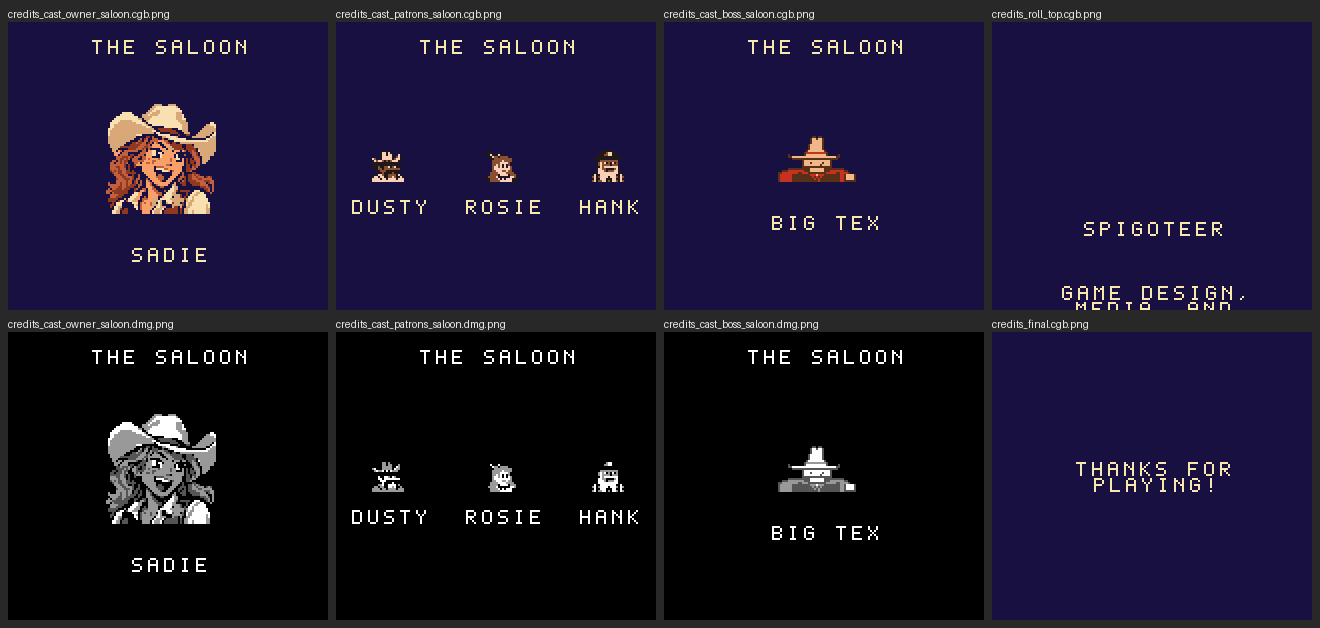 credits_cast_owner_saloon.cgb.png
THE SALOON
SADIE
credits_cast_patrons_saloon.cgb.png
THE SALOON
DUSTY ROSIE HANK
credits_cast_boss_saloon.cgb.png
THE SALOON
BIG TEX
credits_roll_top.cgb.png
SPIGOTEER
GAME DESIGN,
MEDIA, AND
credits_cast_owner_saloon.dmg.png
THE SALOON
SADIE
credits_cast_patrons_saloon.dmg.png
THE SALOON
DUSTY ROSIE HANK
credits_cast_boss_saloon.dmg.png
THE SALOON
BIG TEX
credits_final.cgb.png
THANKS FOR
PLAYING!